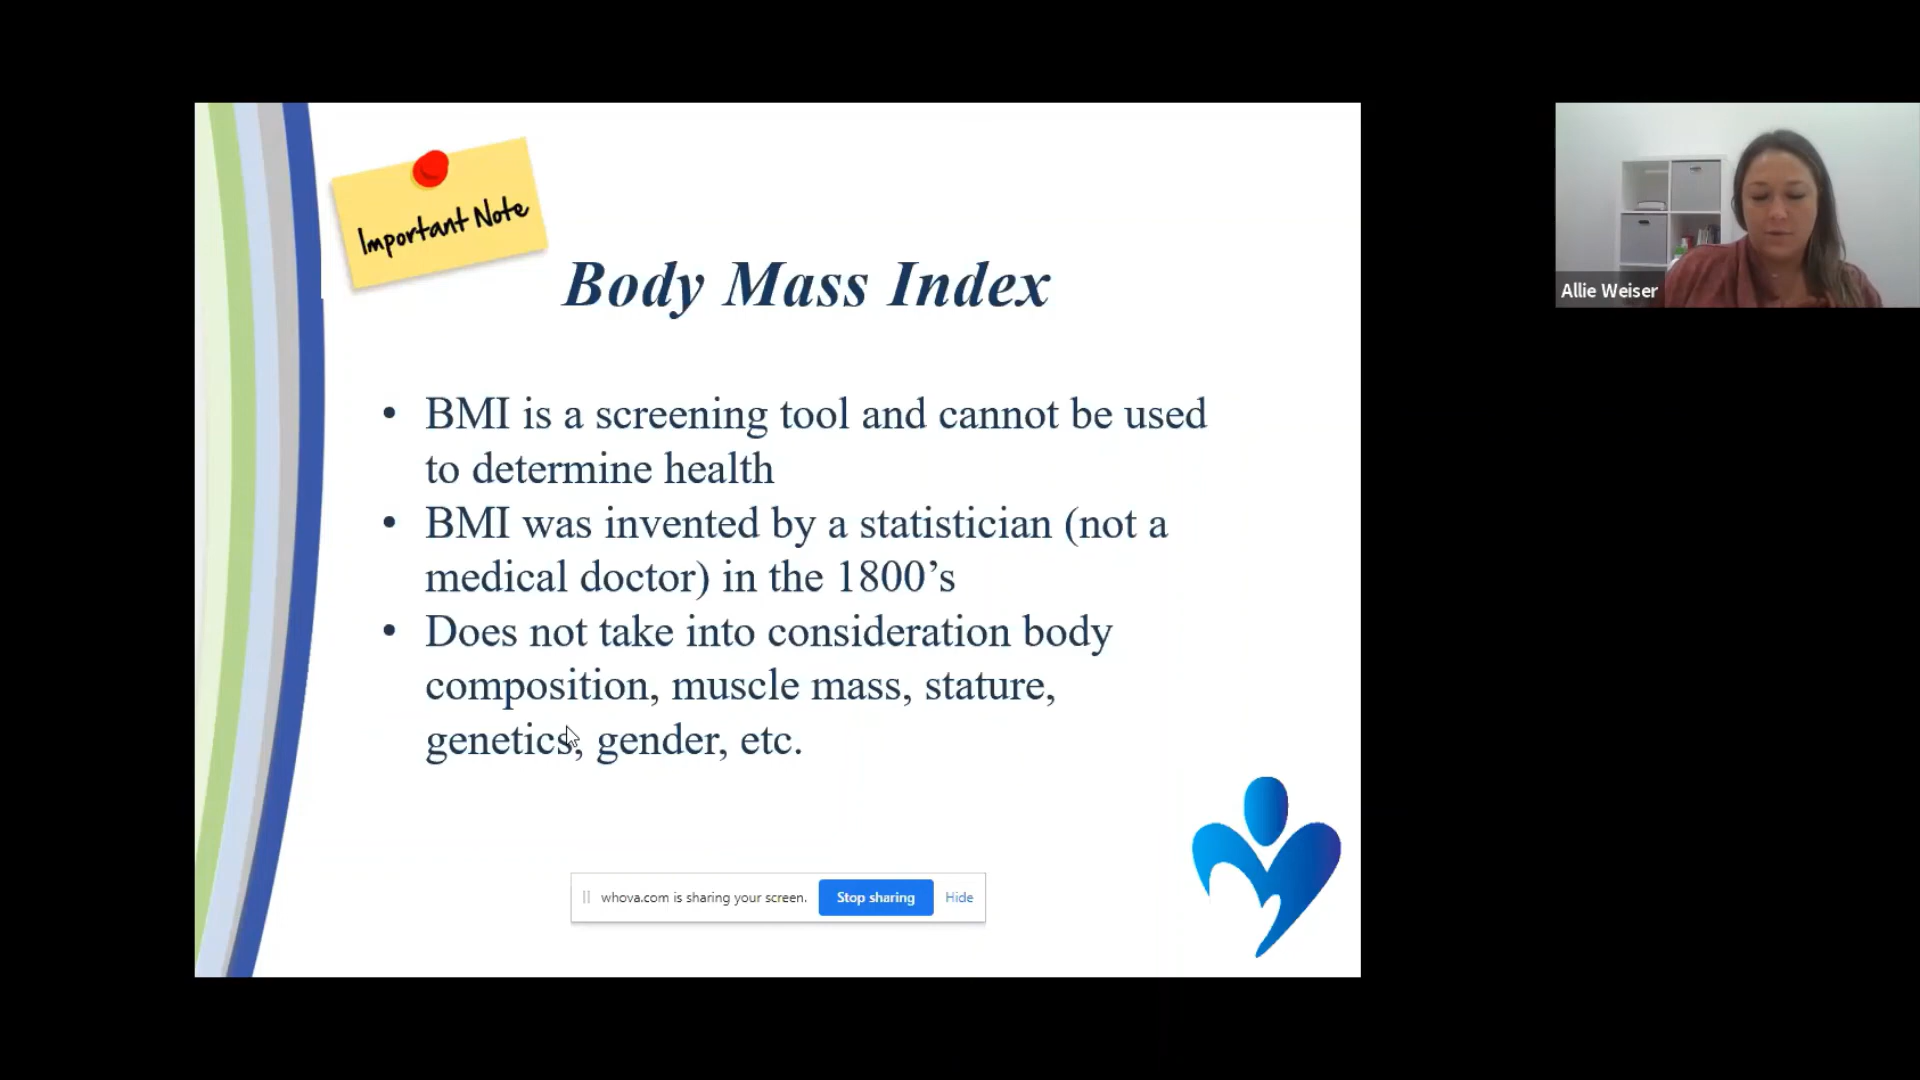 Important Note
Body Mass Index
• BMI is a screening tool and cannot be used
to determine health
• BMI was invented by a statistician (not a
medical doctor) in the 1800’s
• Does not take into consideration body
composition, muscle mass, stature,
genetics, gender, etc.
whova.com is sharing your screen. Stop sharing Hide
Allie Weiser